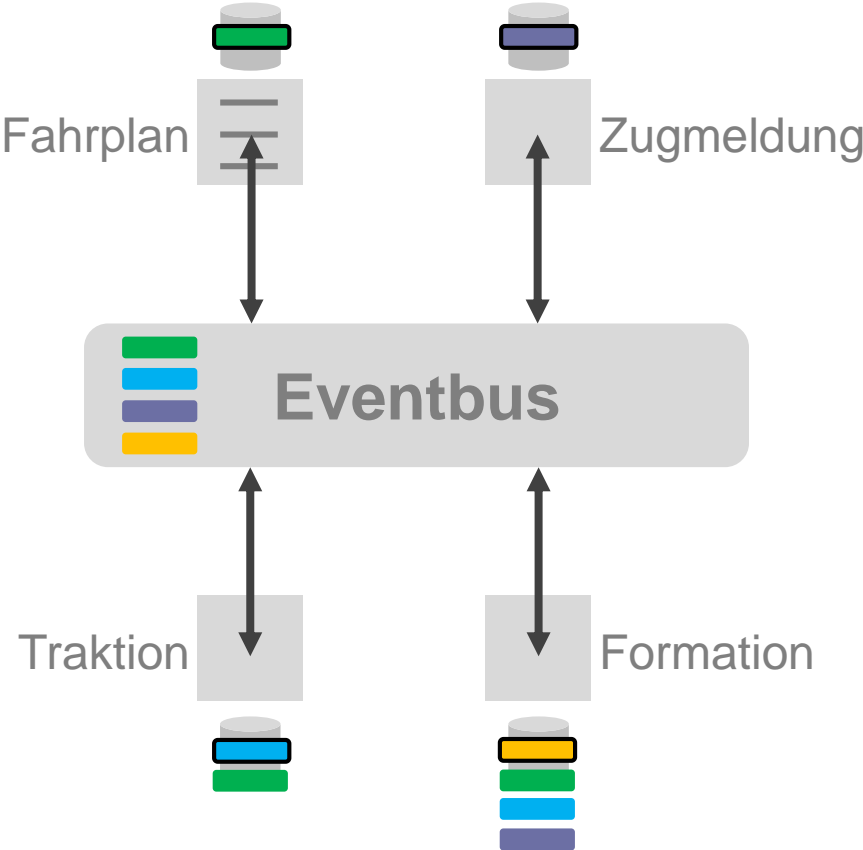 Fahrplan
Zugmeldung
Eventbus
Traktion
Formation